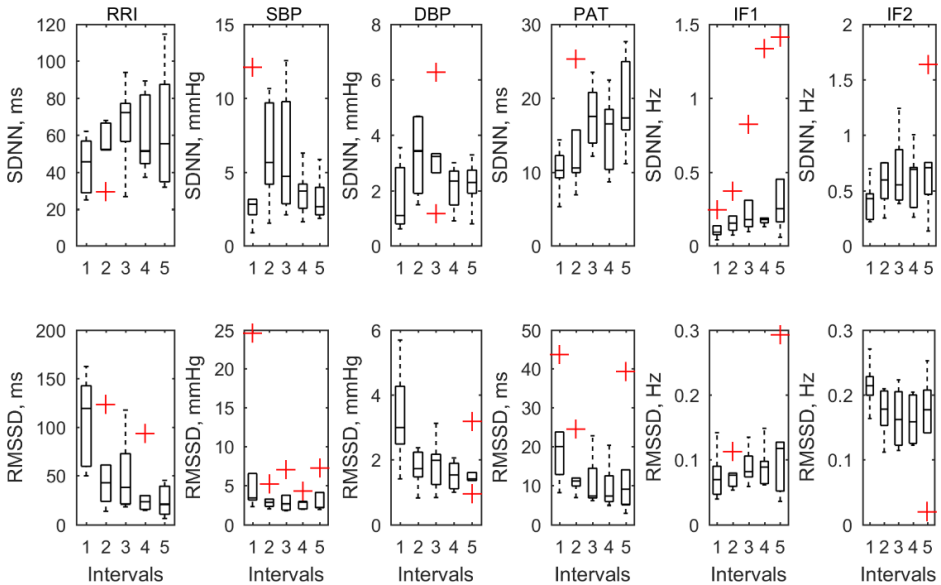 RRI SBP DBP PAT IF1 IF2
SDNN, ms SDNN, mmHg SDNN, mmHg SDNN, ms SDNN, Hz SDNN, Hz
120 15 8 30 1.5 2
100 6 1.5
80 10 20 1
60 4 1
40 5 10 0.5
20 2 0.5
0 0 0 0 0 0
1 2 3 4 5 1 2 3 4 5 1 2 3 4 5 1 2 3 4 5 1 2 3 4 5 1 2 3 4 5
RMSSD, ms RMSSD, mmHg RMSSD, mmHg RMSSD, ms RMSSD, Hz RMSSD, Hz
200 25 6 50 0.3 0.3
150 20 40
4 0.2 0.2
100 15 30
10 20
50 2 0.1 0.1
5 10
0 0 0 0 0 0
1 2 3 4 5 1 2 3 4 5 1 2 3 4 5 1 2 3 4 5 1 2 3 4 5 1 2 3 4 5
Intervals Intervals Intervals Intervals Intervals Intervals